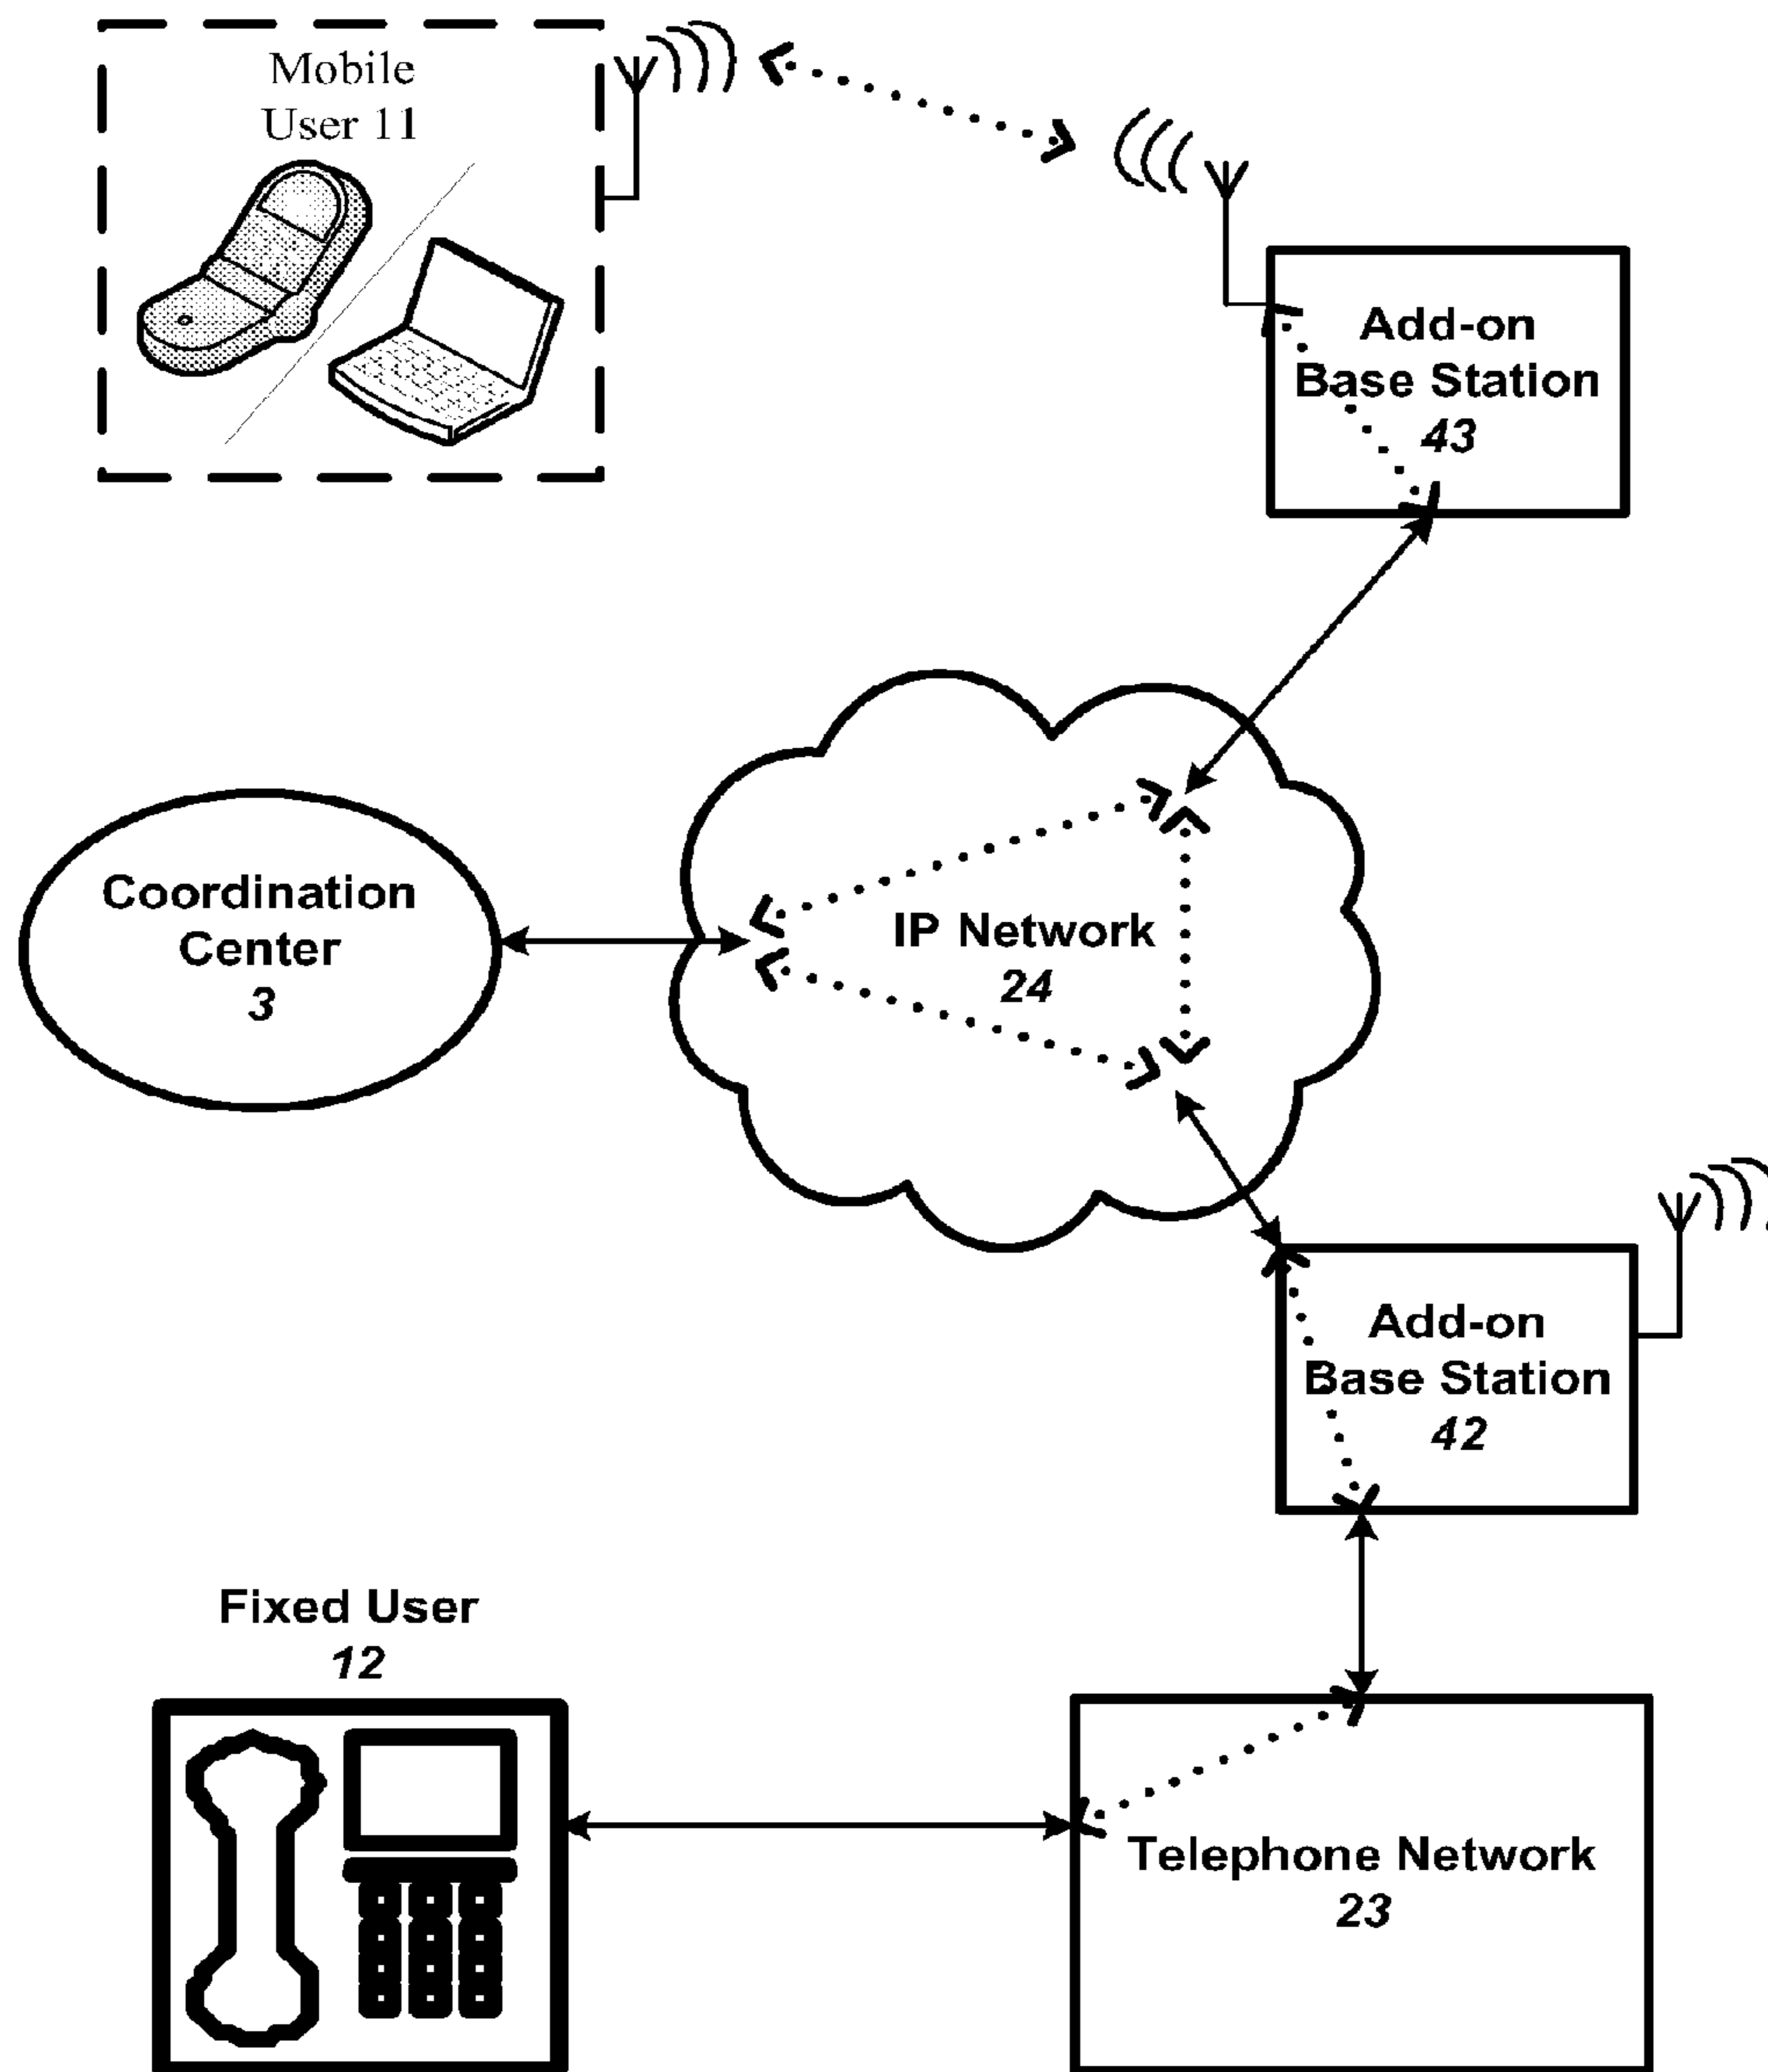 Mobile
User 11
Add-on
Base Station
43
Coordination
Center
3
IP Network
24
Add-on
Base Station
42
Fixed User
12
Telephone Network
23